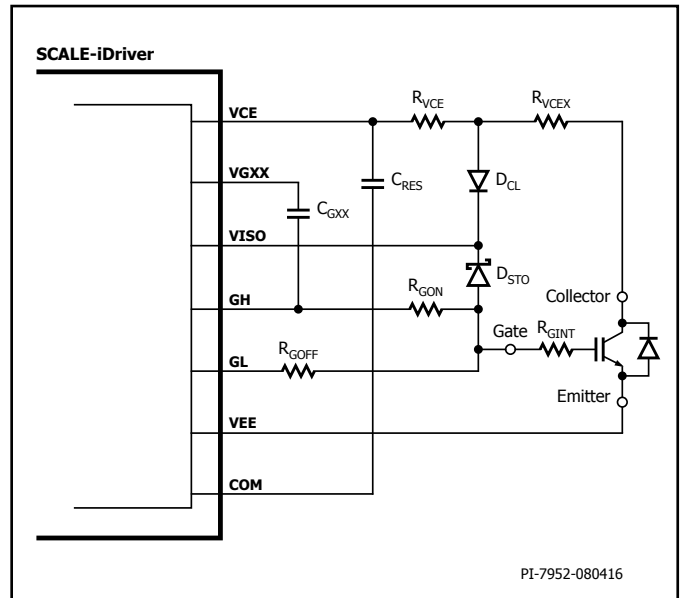 SCALE-iDriver
VCE
R_VCE
R_VCEX
VGXX
C_GXX
C_RES
D_CL
VISO
D_STO
GH
R_GON
Collector
Gate
R_GINT
GL
R_GOFF
Emitter
VEE
COM
PI-7952-080416